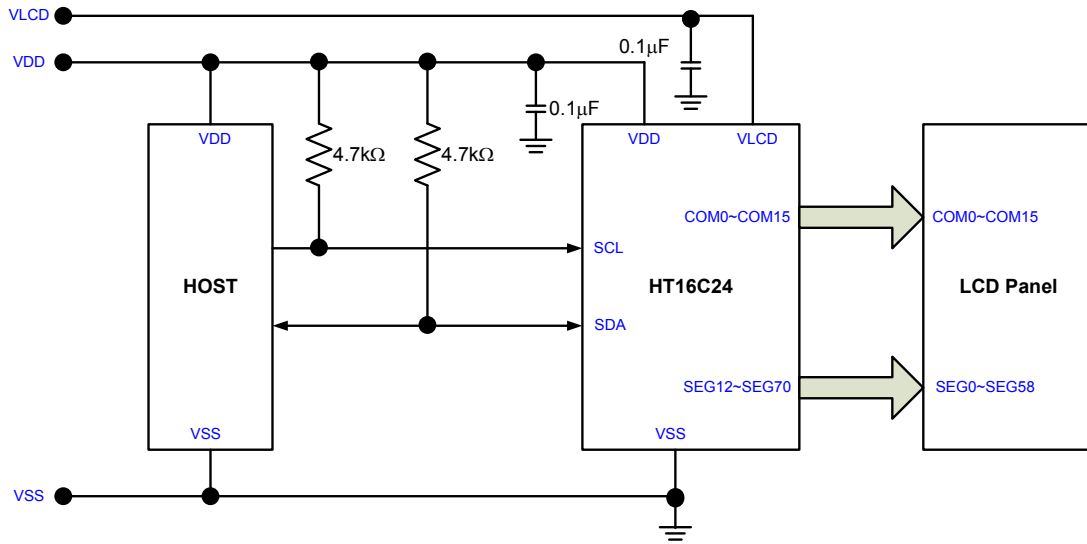 VLCD
0.1µF
VDD
0.1µF
VDD
VDD
VLCD
4.7kΩ
4.7kΩ
COM0~COM15
COM0~COM15
SCL
HOST
HT16C24
LCD Panel
SDA
SEG12~SEG70
SEG0~SEG58
VSS
VSS
VSS